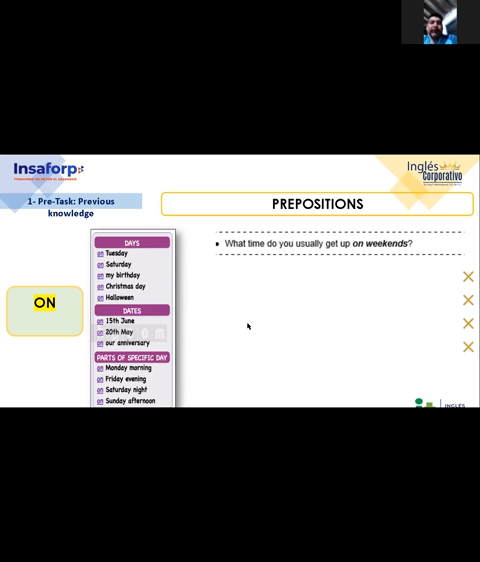 Insaforp
Inglés
Corporativo
1- Pre-Task: Previous
knowledge
PREPOSITIONS
ON
DAYS
on Tuesday
on Saturday
on my birthday
on Christmas day
on Halloween
DATES
on 15th June
on 20th May
on our anniversary
PARTS OF SPECIFIC DAY
on Monday morning
on Friday evening
on Saturday night
on Sunday afternoon
• What time do you usually get up on weekends?
INGLÉS